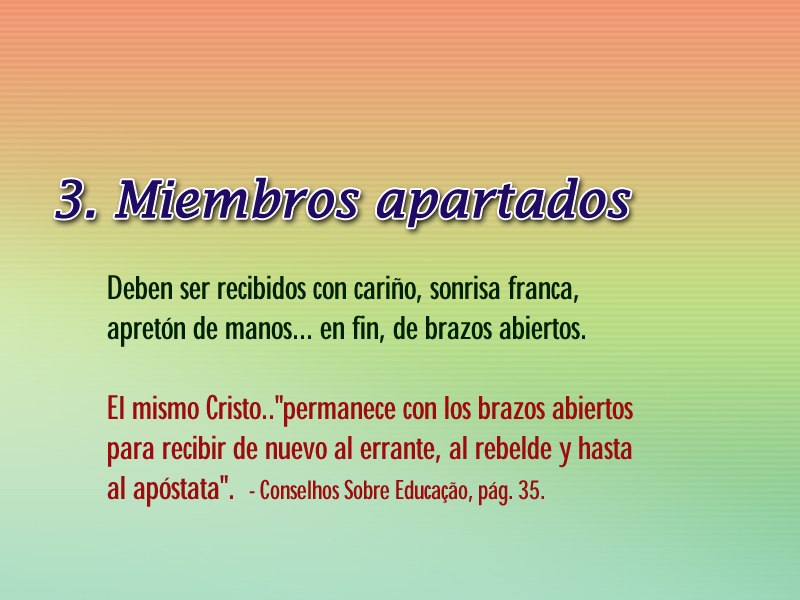 3. Miembros apartados
Deben ser recibidos con cariño, sonrisa franca,
apretón de manos... en fin, de brazos abiertos.
El mismo Cristo.."permanece con los brazos abiertos
para recibir de nuevo al errante, al rebelde y hasta
al apóstata". - Conselhos Sobre Educação, pág. 35.